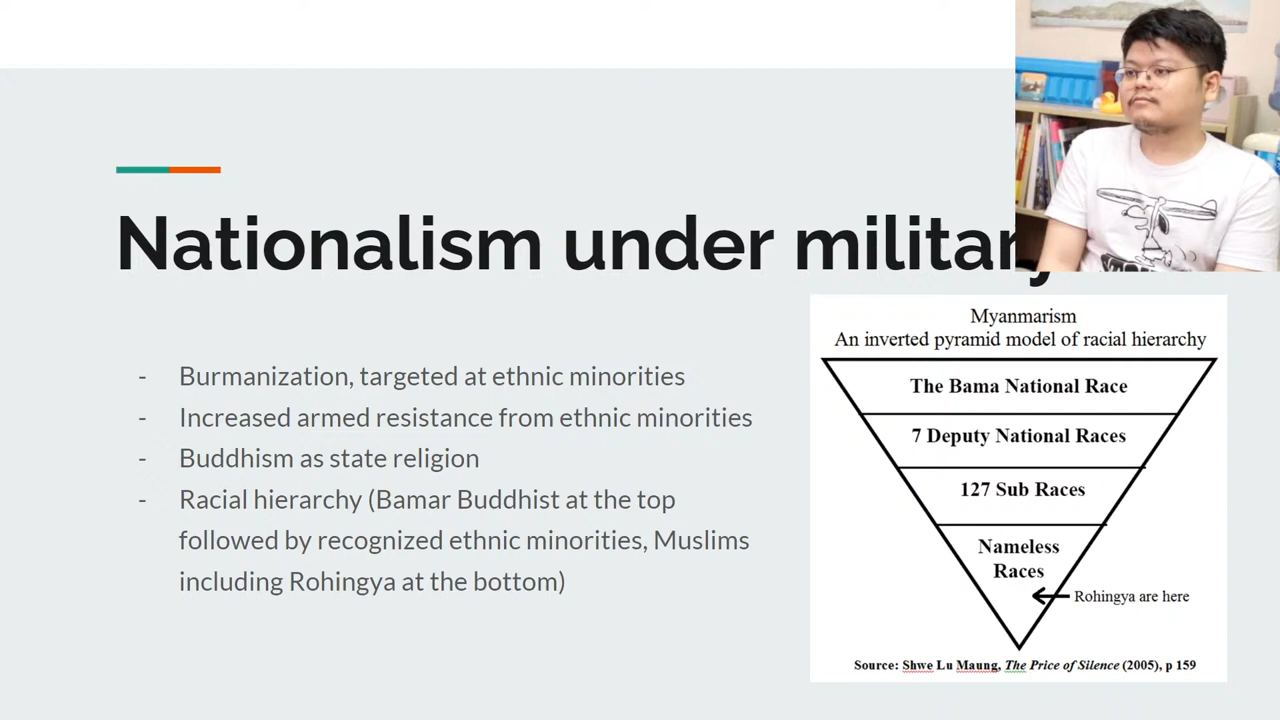 Nationalism under military
- Burmanization, targeted at ethnic minorities
- Increased armed resistance from ethnic minorities
- Buddhism as state religion
- Racial hierarchy (Bamar Buddhist at the top
followed by recognized ethnic minorities, Muslims
including Rohingya at the bottom)
Myanmarism
An inverted pyramid model of racial hierarchy
The Bama National Race
7 Deputy National Races
127 Sub Races
Nameless
Races
Rohingya are here
Source: Shwe Lu Maung, The Price of Silence (2005), p 159